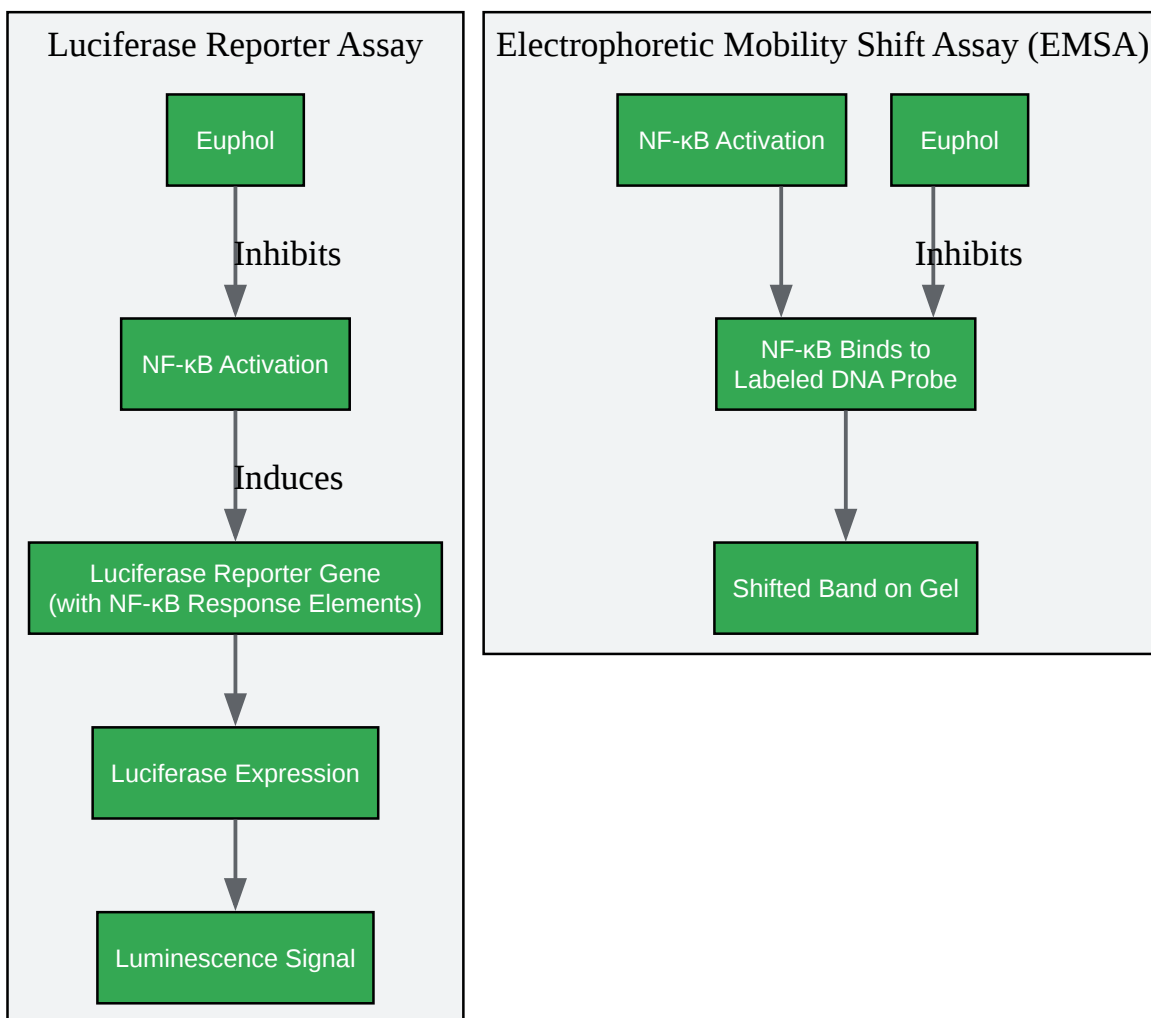 Luciferase Reporter Assay
Euphol
Inhibits
NF-κB Activation
Induces
Luciferase Reporter Gene
(with NF-κB Response Elements)
Luciferase Expression
Luminescence Signal
Electrophoretic Mobility Shift Assay (EMSA)
NF-κB Activation
Euphol
Inhibits
NF-κB Binds to
Labeled DNA Probe
Shifted Band on Gel